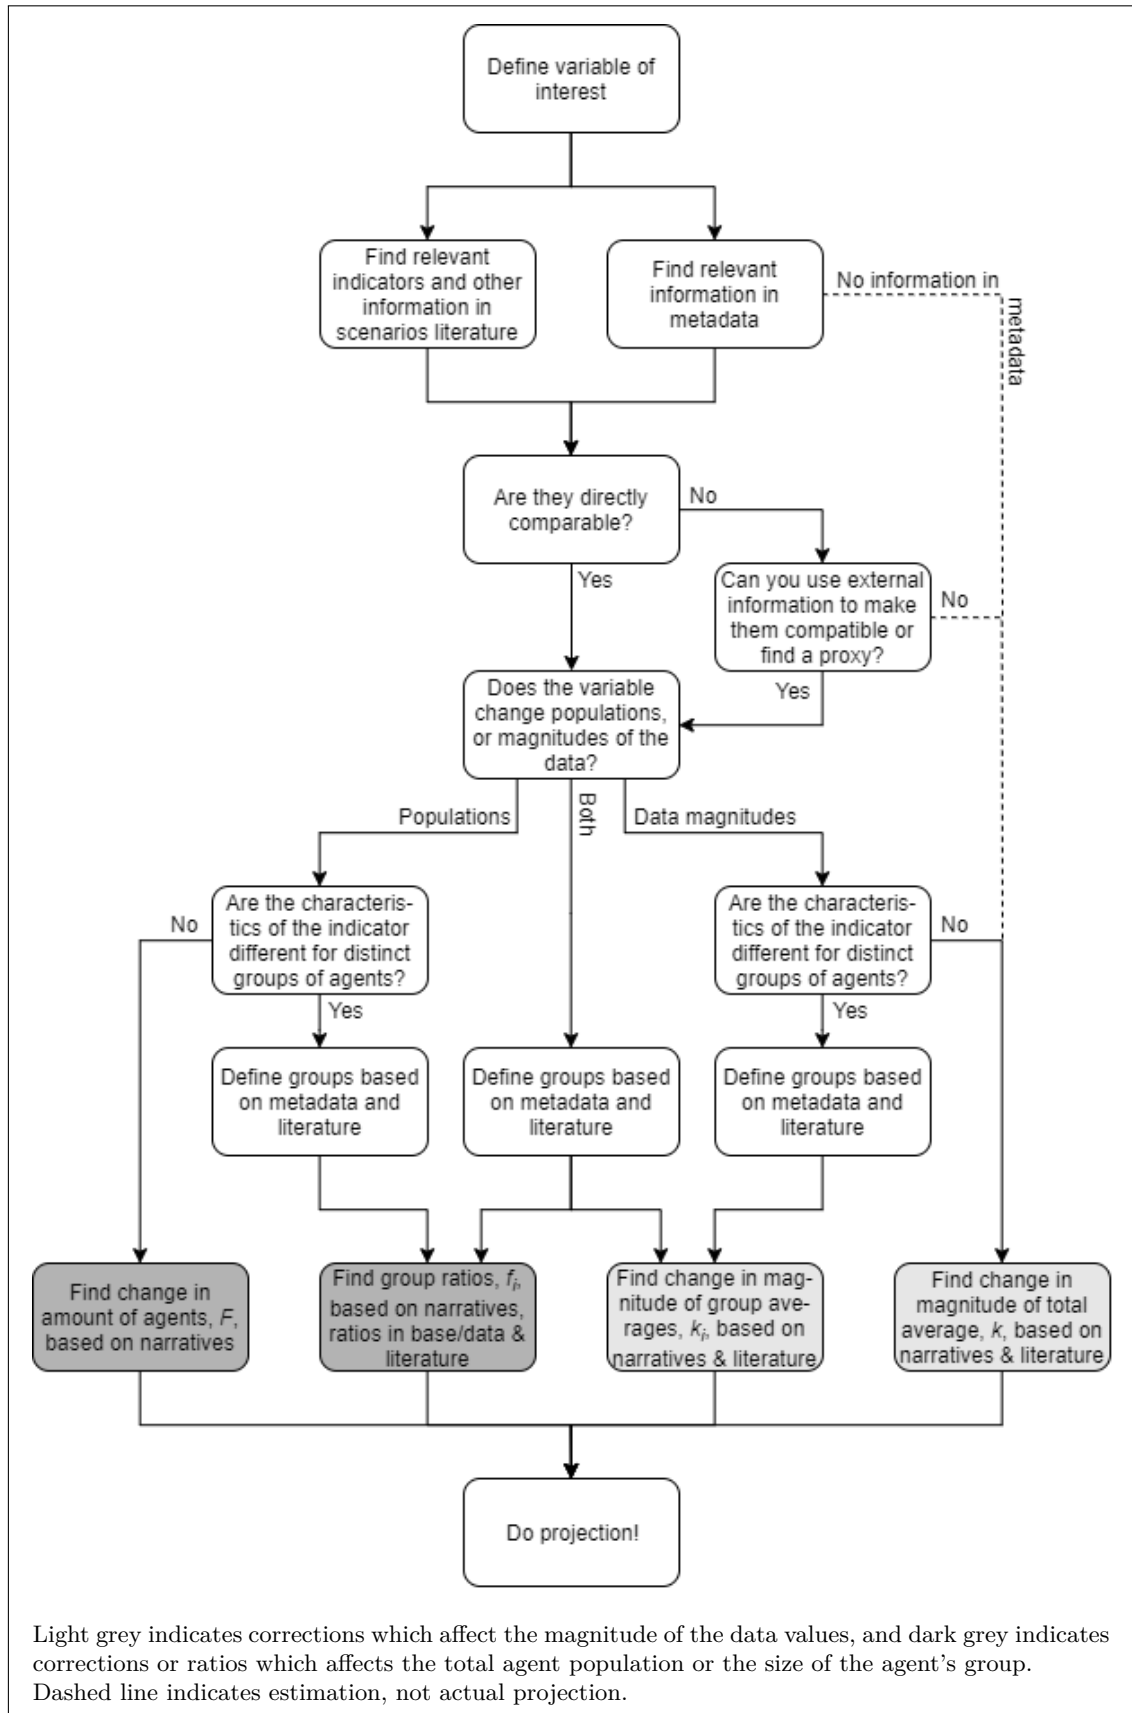 Define variable of
interest
Find relevant
indicators and other
information in
scenarios literature
Find relevant
information in
metadata
No information in
metadata
Are they directly
comparable?
No
Yes
Can you use external
information to make
them compatible or
find a proxy?
No
Yes
Does the variable
change populations,
or magnitudes of the
data?
Populations
Both
Data magnitudes
Are the characteris-
tics of the indicator
different for distinct
groups of agents?
No
Yes
Are the characteris-
tics of the indicator
different for distinct
groups of agents?
No
Yes
Define groups based
on metadata and
literature
Define groups based
on metadata and
literature
Define groups based
on metadata and
literature
Find change in
amount of agents, F,
based on narratives
Find group ratios, fi,
based on narratives,
ratios in base/data &
literature
Find change in mag-
nitude of group ave-
rages, ki, based on
narratives & literature
Find change in
magnitude of total
average, k, based on
narratives & literature
Do projection!
Light grey indicates corrections which affect the magnitude of the data values, and dark grey indicates
corrections or ratios which affects the total agent population or the size of the agent's group.
Dashed line indicates estimation, not actual projection.